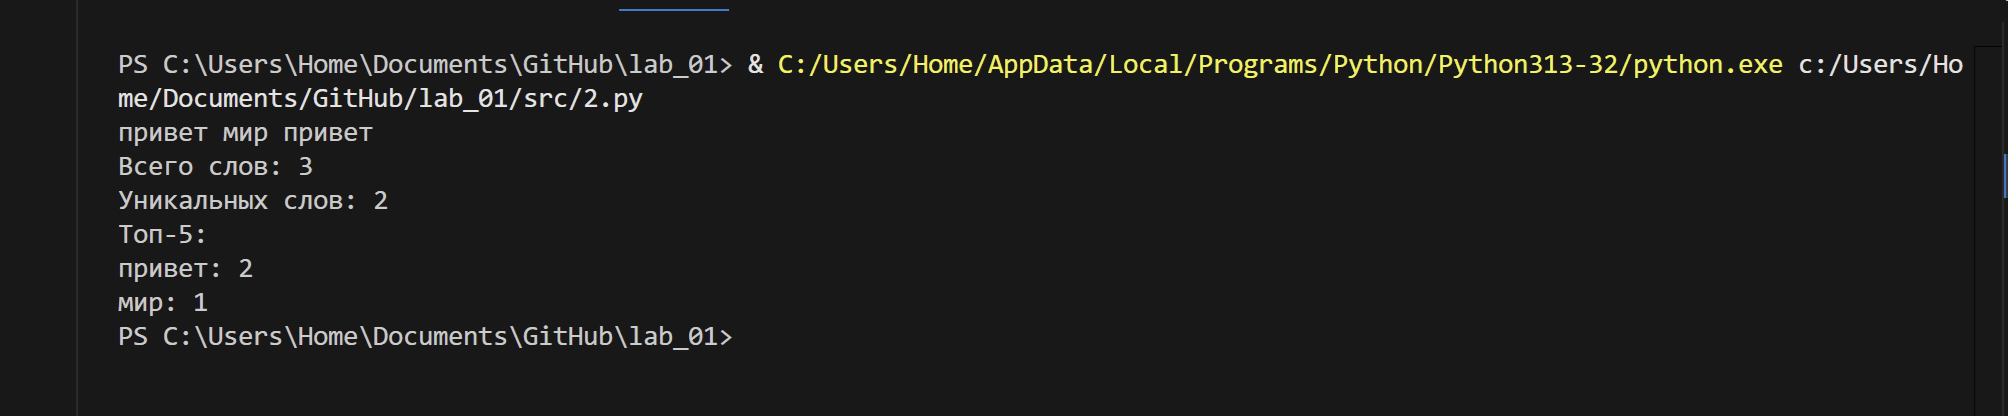 PS C:\Users\Home\Documents\GitHub\lab_01> & C:/Users/Home/AppData/Local/Programs/Python/Python313-32/python.exe c:/Users/Ho
me/Documents/GitHub/lab_01/src/2.py
привет мир привет
Всего слов: 3
Уникальных слов: 2
Топ-5:
привет: 2
мир: 1
PS C:\Users\Home\Documents\GitHub\lab_01>